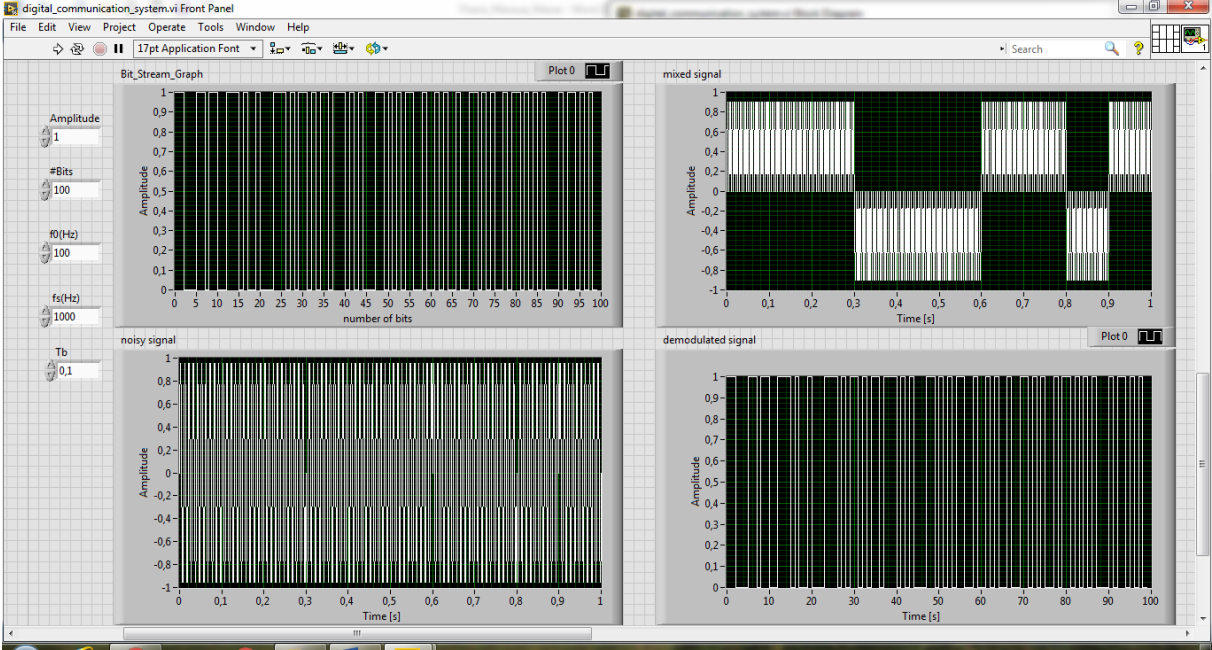 digital_communication_system.vi Front Panel
digital_communication_system.vi Block Diagram
File Edit View Project Operate Tools Window Help
17pt Application Font
Search
1
Bit_Stream_Graph
Plot 0
Amplitude
1
#Bits
100
f0(Hz)
100
fs(Hz)
1000
Tb
0,1
Amplitude
1
0,9
0,8
0,7
0,6
0,5
0,4
0,3
0,2
0,1
0
0 5 10 15 20 25 30 35 40 45 50 55 60 65 70 75 80 85 90 95 100
number of bits
mixed signal
Amplitude
1
0,8
0,6
0,4
0,2
0
-0,2
-0,4
-0,6
-0,8
-1
0 0,1 0,2 0,3 0,4 0,5 0,6 0,7 0,8 0,9 1
Time [s]
noisy signal
Amplitude
1
0,8
0,6
0,4
0,2
0
-0,2
-0,4
-0,6
-0,8
-1
0 0,1 0,2 0,3 0,4 0,5 0,6 0,7 0,8 0,9 1
Time [s]
demodulated signal
Plot 0
Amplitude
1
0,9
0,8
0,7
0,6
0,5
0,4
0,3
0,2
0,1
0
0 10 20 30 40 50 60 70 80 90 100
Time [s]